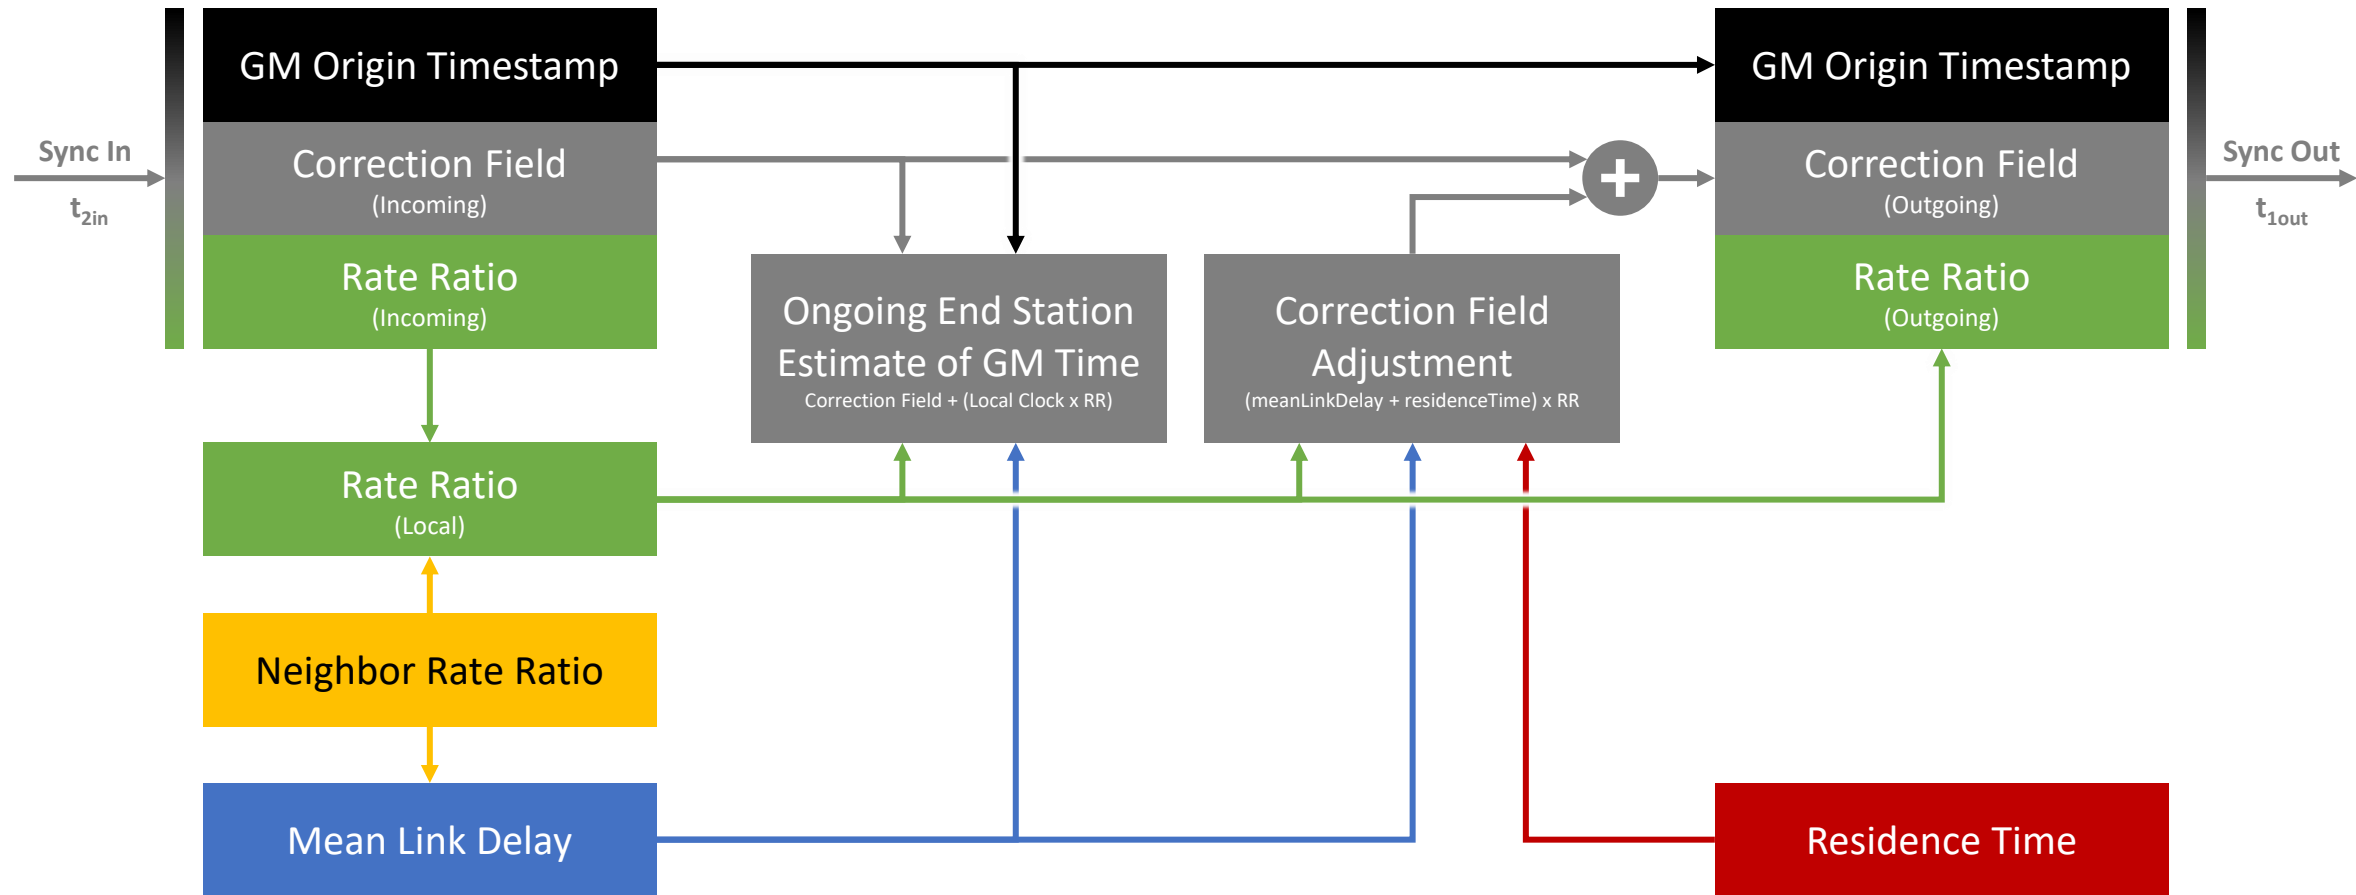 GM Origin Timestamp
Correction Field
(Incoming)
Rate Ratio
(Incoming)
Sync In
t2in
GM Origin Timestamp
Correction Field
(Outgoing)
Rate Ratio
(Outgoing)
Sync Out
t1out
+
Ongoing End Station
Estimate of GM Time
Correction Field + (Local Clock x RR)
Correction Field
Adjustment
(meanLinkDelay + residenceTime) x RR
Rate Ratio
(Local)
Neighbor Rate Ratio
Mean Link Delay
Residence Time